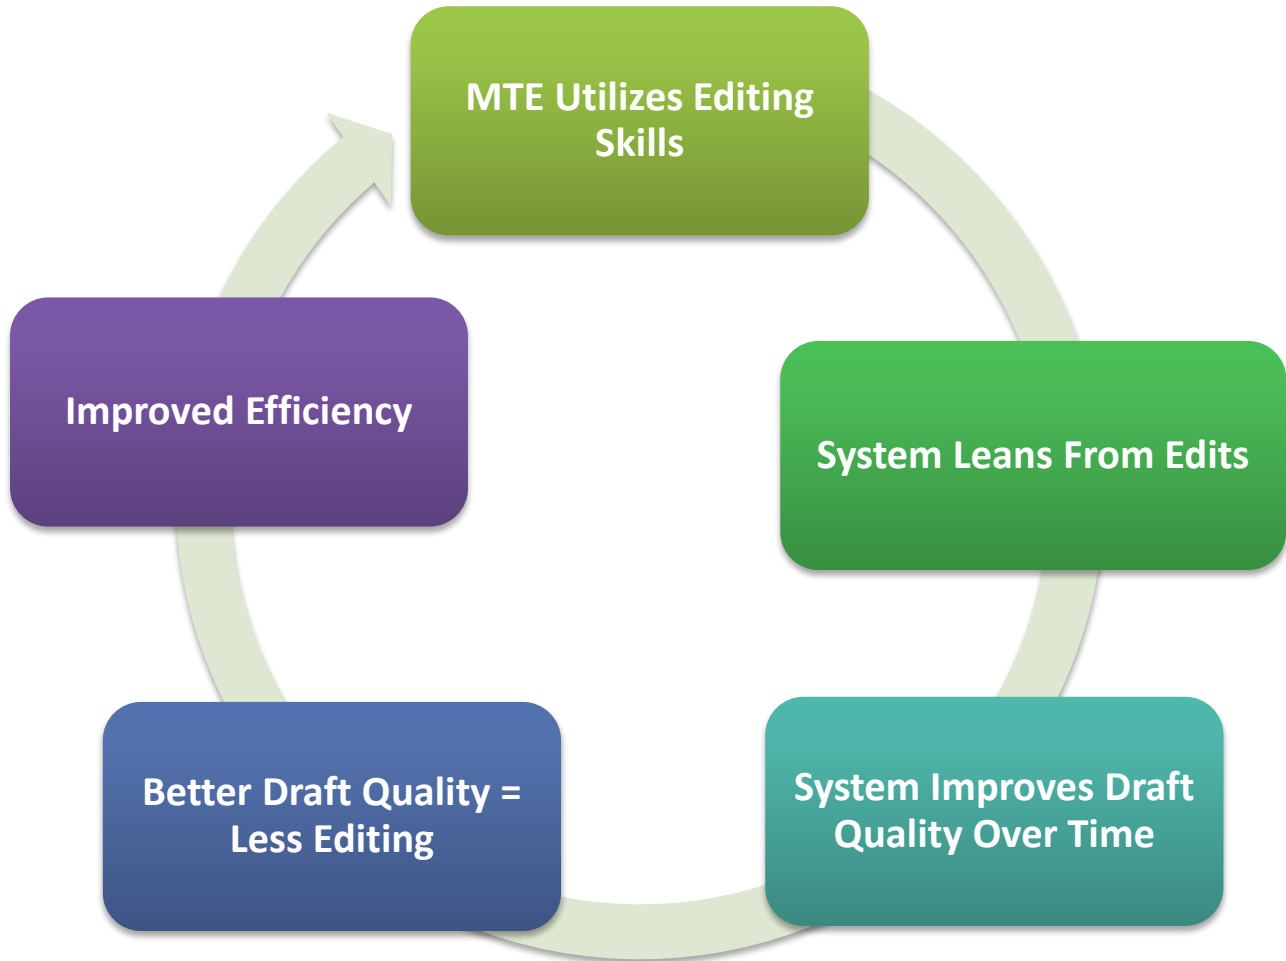 MTE Utilizes Editing
Skills
System Leans From Edits
System Improves Draft
Quality Over Time
Better Draft Quality =
Less Editing
Improved Efficiency